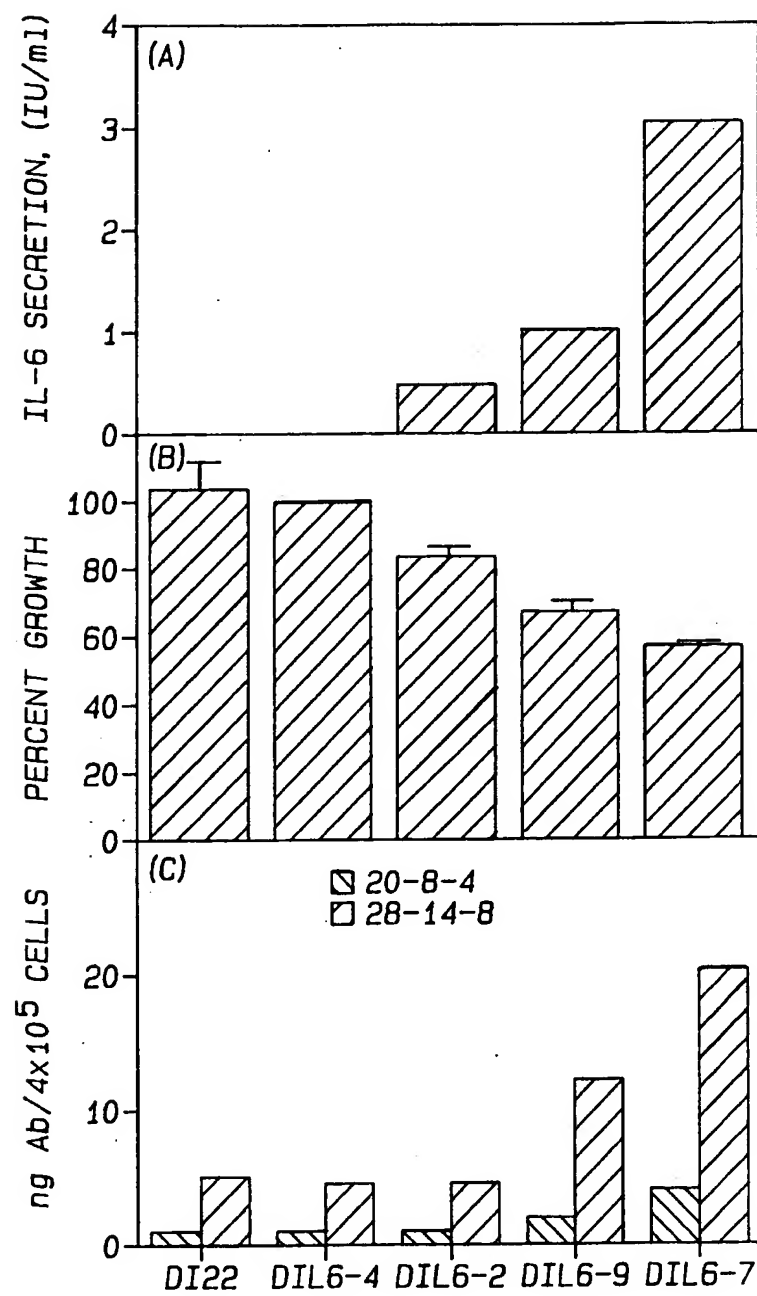 (A)
IL-6 SECRETION, (IU/ml)
4
3
2
1
0
(B)
PERCENT GROWTH
100
80
60
40
20
0
(C)
20-8-4
28-14-8
ng Ab/4x10⁵ CELLS
20
10
0
DI22 DIL6-4 DIL6-2 DIL6-9 DIL6-7